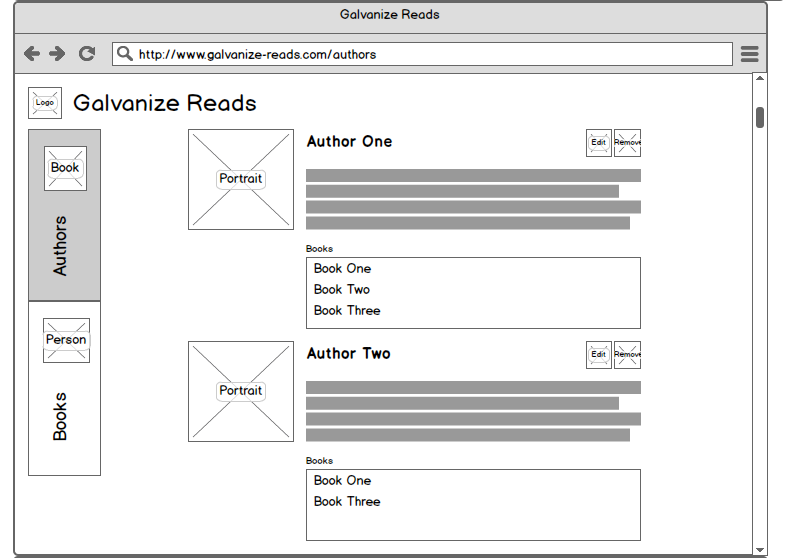 Galvanize Reads
http://www.galvanize-reads.com/authors
Logo
Galvanize Reads
Book
Authors
Person
Books
Portrait
Author One
Edit
Remove
Books
Book One
Book Two
Book Three
Portrait
Author Two
Edit
Remove
Books
Book One
Book Three